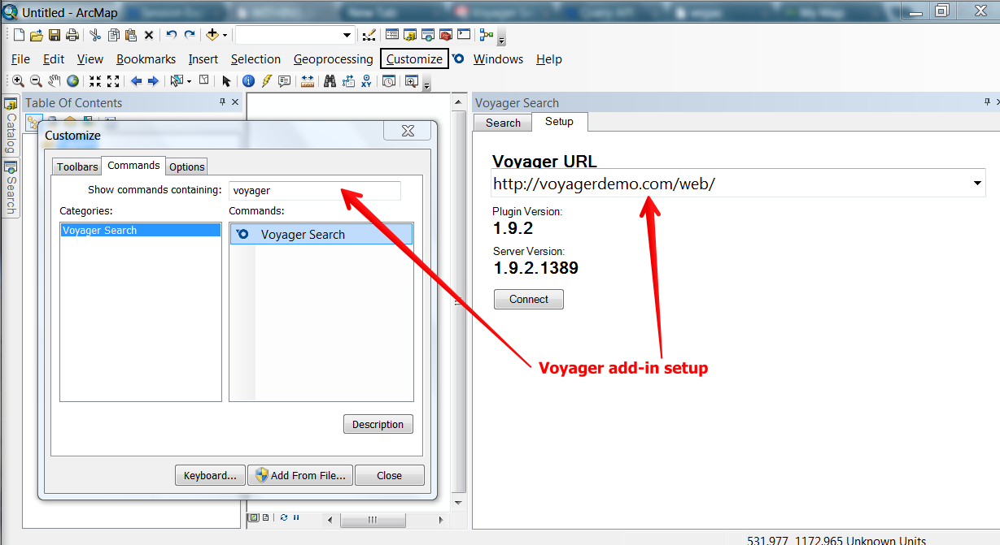 Untitled - ArcMap
File Edit View Bookmarks Insert Selection Geoprocessing Customize Windows Help
Table Of Contents
Voyager Search
Catalog
Search
Search Setup
Customize
Toolbars Commands Options
Show commands containing: voyager
Categories: Commands:
Voyager Search Voyager Search
Description
Keyboard... Add From File... Close
Voyager URL
http://voyagerdemo.com/web/
Plugin Version:
1.9.2
Server Version:
1.9.2.1389
Connect
Voyager add-in setup
531.977 1172.965 Unknown Units